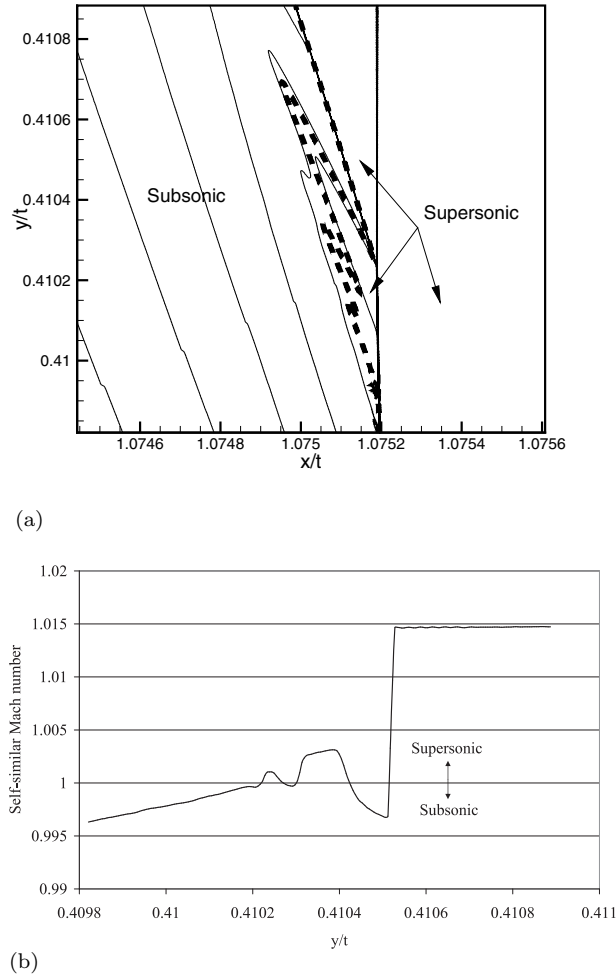 0.4108
0.4106
0.4104
0.4102
0.41
y/t
Subsonic
Supersonic
1.0746
1.0748
1.075
1.0752
1.0754
1.0756
x/t
(a)
1.02
1.015
1.01
1.005
1
0.995
0.99
Self-similar Mach number
Supersonic
Subsonic
0.4098
0.41
0.4102
0.4104
0.4106
0.4108
0.411
y/t
(b)